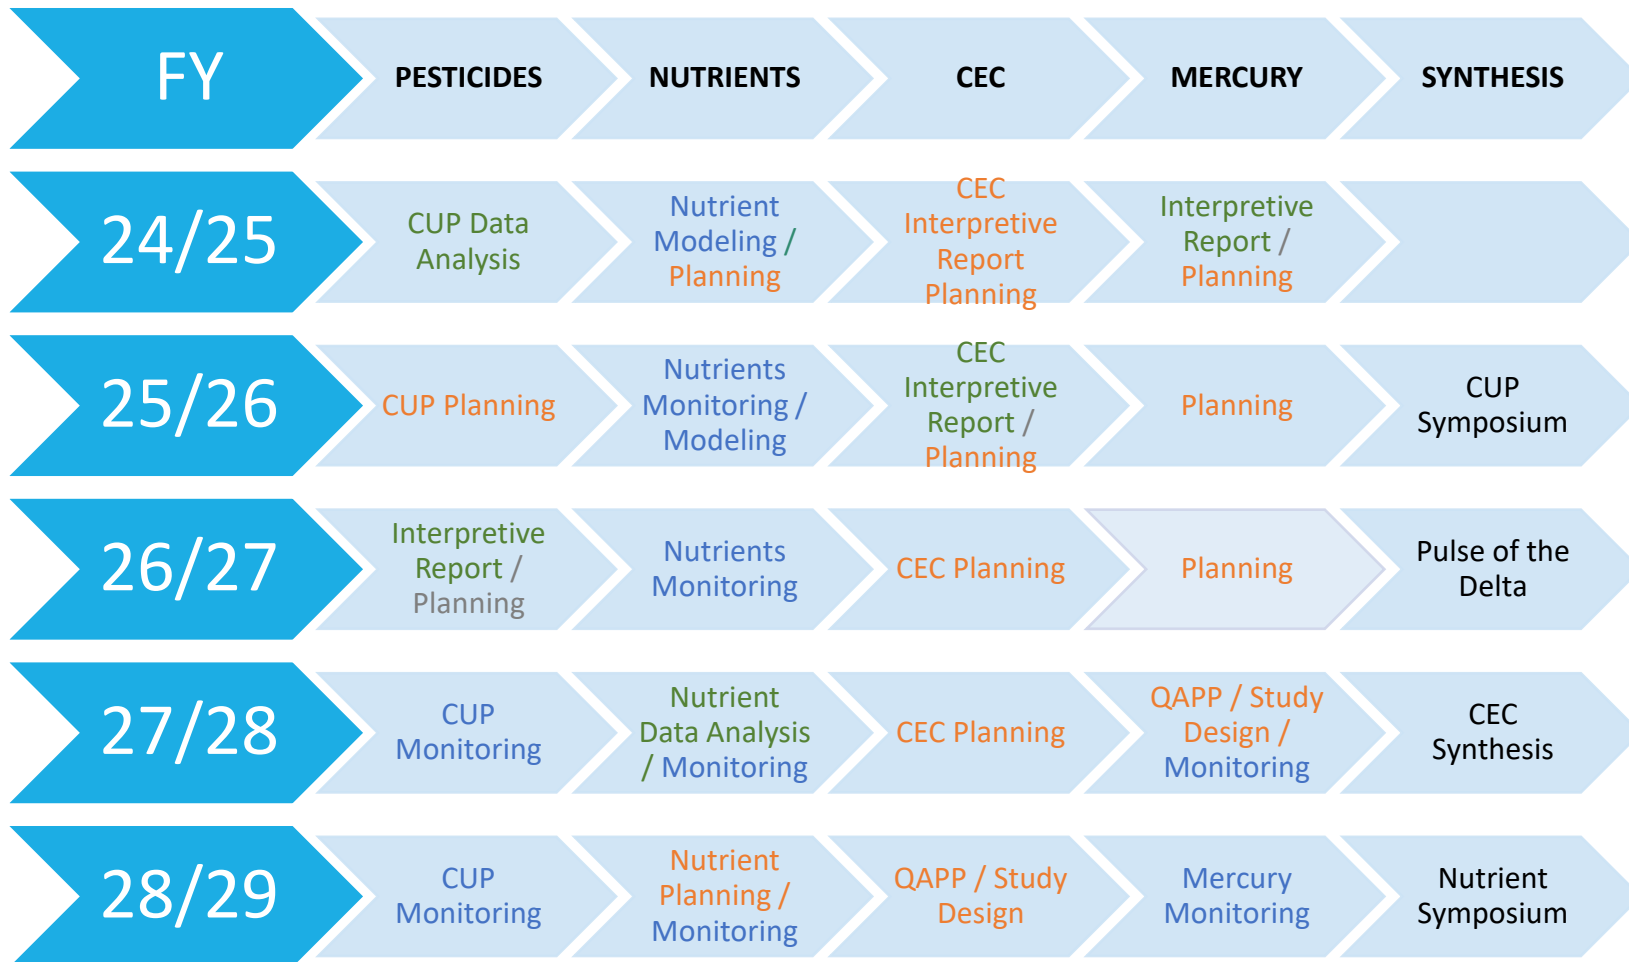 FY
PESTICIDES
NUTRIENTS
CEC
MERCURY
SYNTHESIS
24/25
CUP Data
Analysis
Nutrient
Modeling /
Planning
CEC
Interpretive
Report
Planning
Interpretive
Report /
Planning
25/26
CUP Planning
Nutrients
Monitoring /
Modeling
CEC
Interpretive
Report /
Planning
Planning
CUP
Symposium
26/27
Interpretive
Report /
Planning
Nutrients
Monitoring
CEC Planning
Planning
Pulse of the
Delta
27/28
CUP
Monitoring
Nutrient
Data Analysis
/ Monitoring
CEC Planning
QAPP / Study
Design /
Monitoring
CEC
Synthesis
28/29
CUP
Monitoring
Nutrient
Planning /
Monitoring
QAPP / Study
Design
Mercury
Monitoring
Nutrient
Symposium